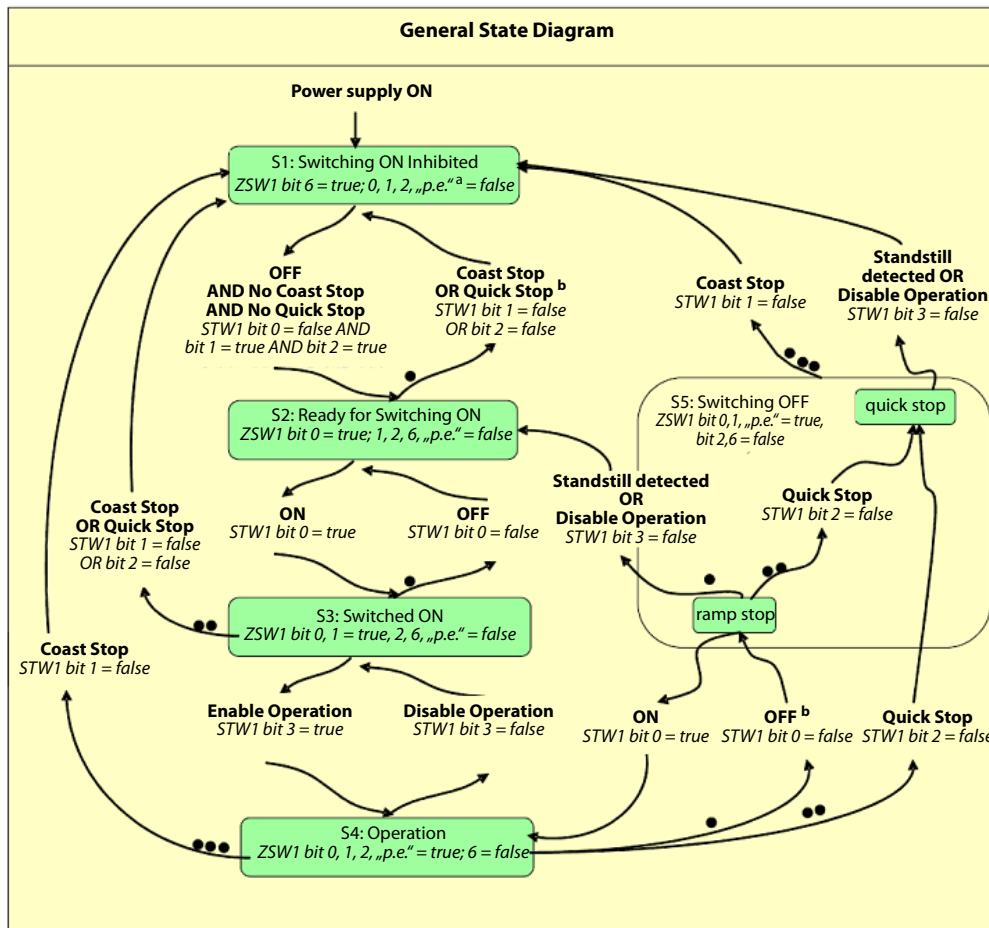 General State Diagram
Power supply ON
S1: Switching ON Inhibited
ZSW1 bit 6 = true; 0, 1, 2, „p.e.“ a = false
OFF
AND No Coast Stop
AND No Quick Stop
STW1 bit 0 = false AND
bit 1 = true AND bit 2 = true
Coast Stop
OR Quick Stop b
STW1 bit 1 = false
OR bit 2 = false
Coast Stop
STW1 bit 1 = false
Standstill
detected OR
Disable Operation
STW1 bit 3 = false
S2: Ready for Switching ON
ZSW1 bit 0 = true; 1, 2, 6, „p.e.“ = false
S5: Switching OFF
ZSW1 bit 0,1, „p.e.“ = true,
bit 2,6 = false
quick stop
Coast Stop
OR Quick Stop
STW1 bit 1 = false
OR bit 2 = false
ON
STW1 bit 0 = true
OFF
STW1 bit 0 = false
Standstill detected
OR
Disable Operation
STW1 bit 3 = false
Quick Stop
STW1 bit 2 = false
S3: Switched ON
ZSW1 bit 0, 1 = true, 2, 6, „p.e.“ = false
ramp stop
Coast Stop
STW1 bit 1 = false
Enable Operation
STW1 bit 3 = true
Disable Operation
STW1 bit 3 = false
ON
STW1 bit 0 = true
OFF b
STW1 bit 0 = false
Quick Stop
STW1 bit 2 = false
S4: Operation
ZSW1 bit 0, 1, 2, „p.e.“ = true; 6 = false